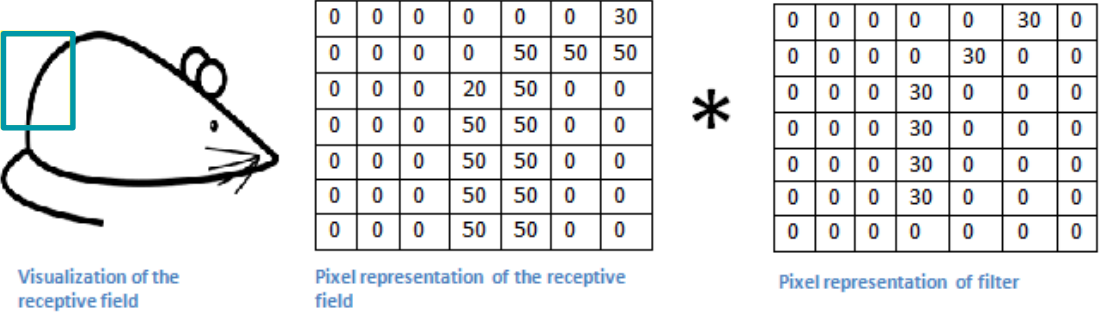 0 0 0 0 0 0 30
0 0 0 0 50 50 50
0 0 0 20 50 0 0
0 0 0 50 50 0 0
0 0 0 50 50 0 0
0 0 0 50 50 0 0
0 0 0 50 50 0 0
*
0 0 0 0 0 30 0
0 0 0 0 30 0 0
0 0 0 30 0 0 0
0 0 0 30 0 0 0
0 0 0 30 0 0 0
0 0 0 30 0 0 0
0 0 0 0 0 0 0
Visualization of the
receptive field
Pixel representation of the receptive
field
Pixel representation of filter